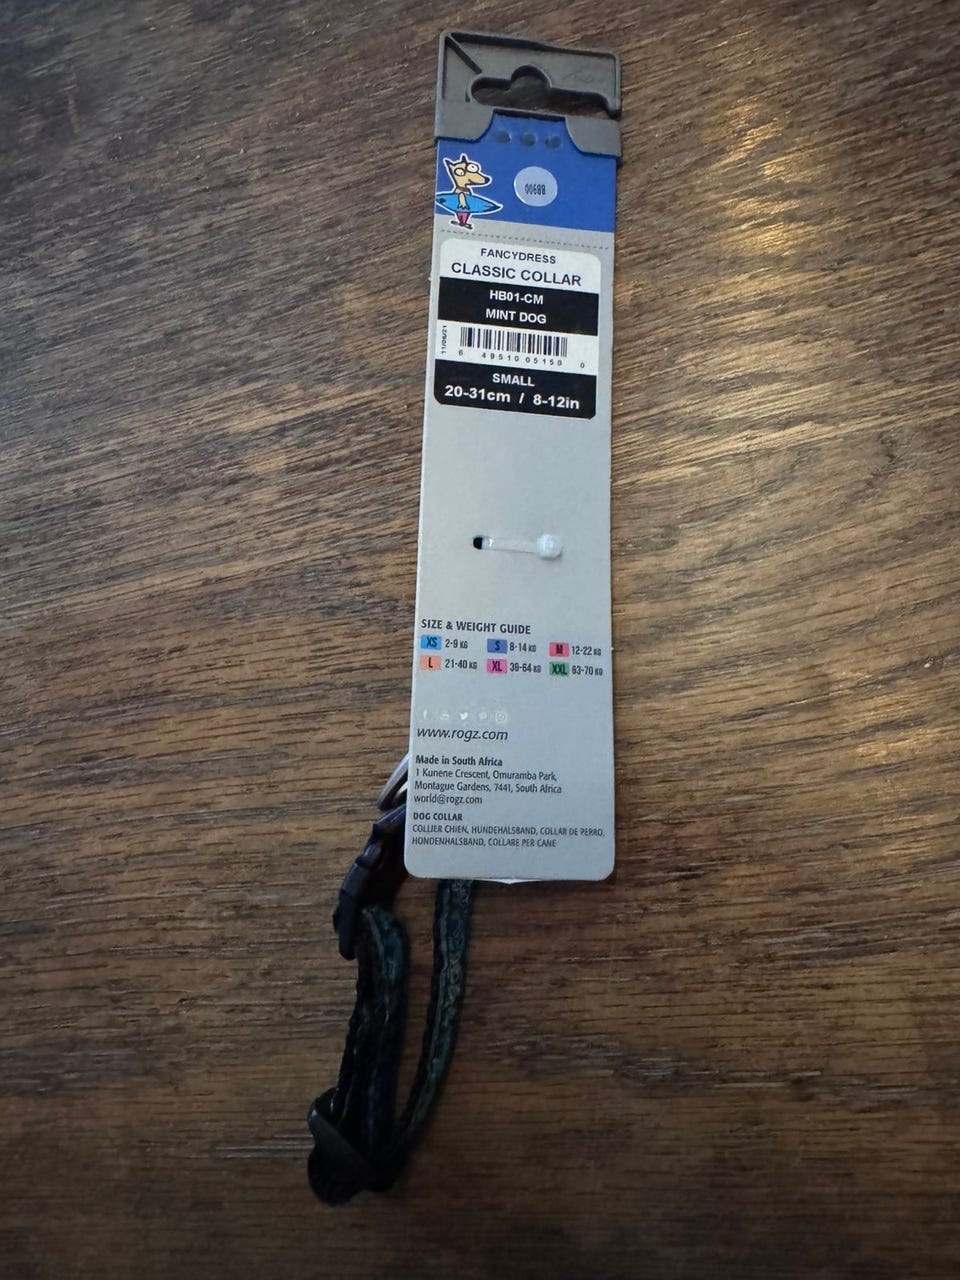 00688
FANCYDRESS
CLASSIC COLLAR
HB01-CM
MINT DOG
11/06/21
6 49510 05150 0
SMALL
20-31cm / 8-12in
SIZE & WEIGHT GUIDE
XS 2-9 KG S 8-14 KG M 12-22 KG
L 21-40 KG XL 39-64 KG XXL 63-70 KG
www.rogz.com
Made in South Africa
1 Kunene Crescent, Omuramba Park,
Montague Gardens, 7441, South Africa
world@rogz.com
DOG COLLAR
COLLIER CHIEN, HUNDEHALSBAND, COLLAR DE PERRO,
HONDENHALSBAND, COLLARE PER CANE